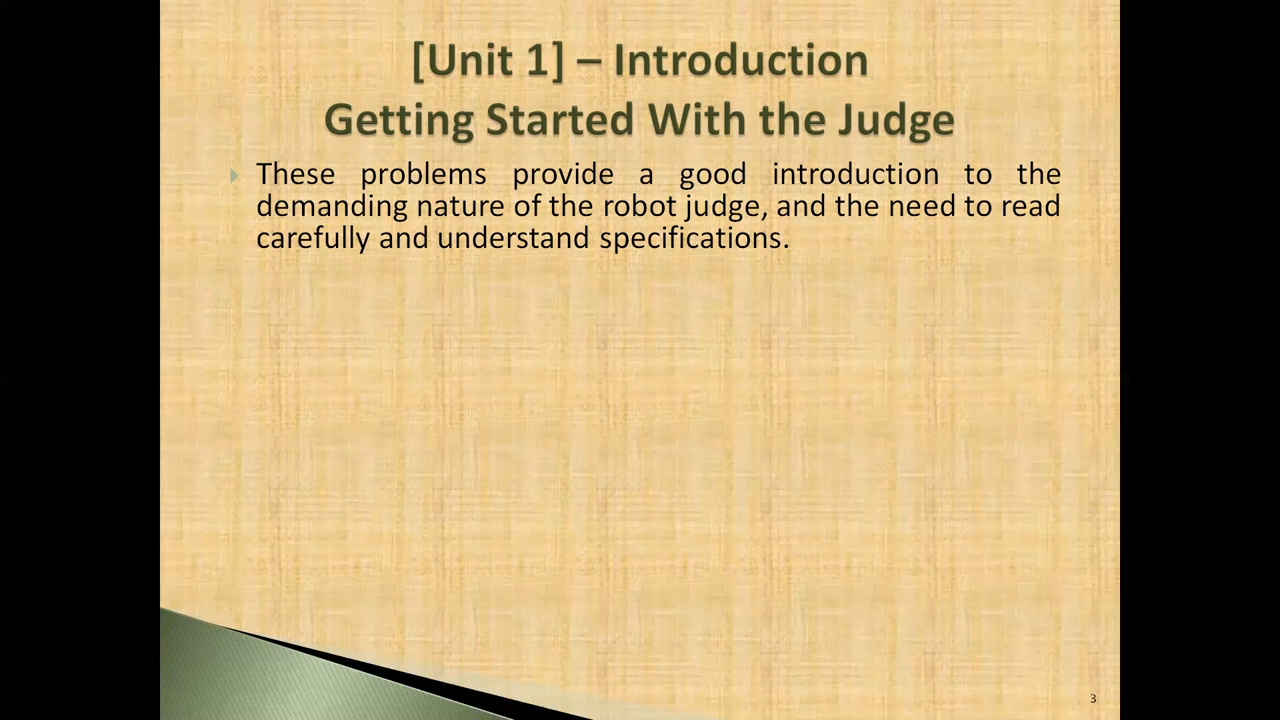 [Unit 1] – Introduction
Getting Started With the Judge
These problems provide a good introduction to the
demanding nature of the robot judge, and the need to read
carefully and understand specifications.
3